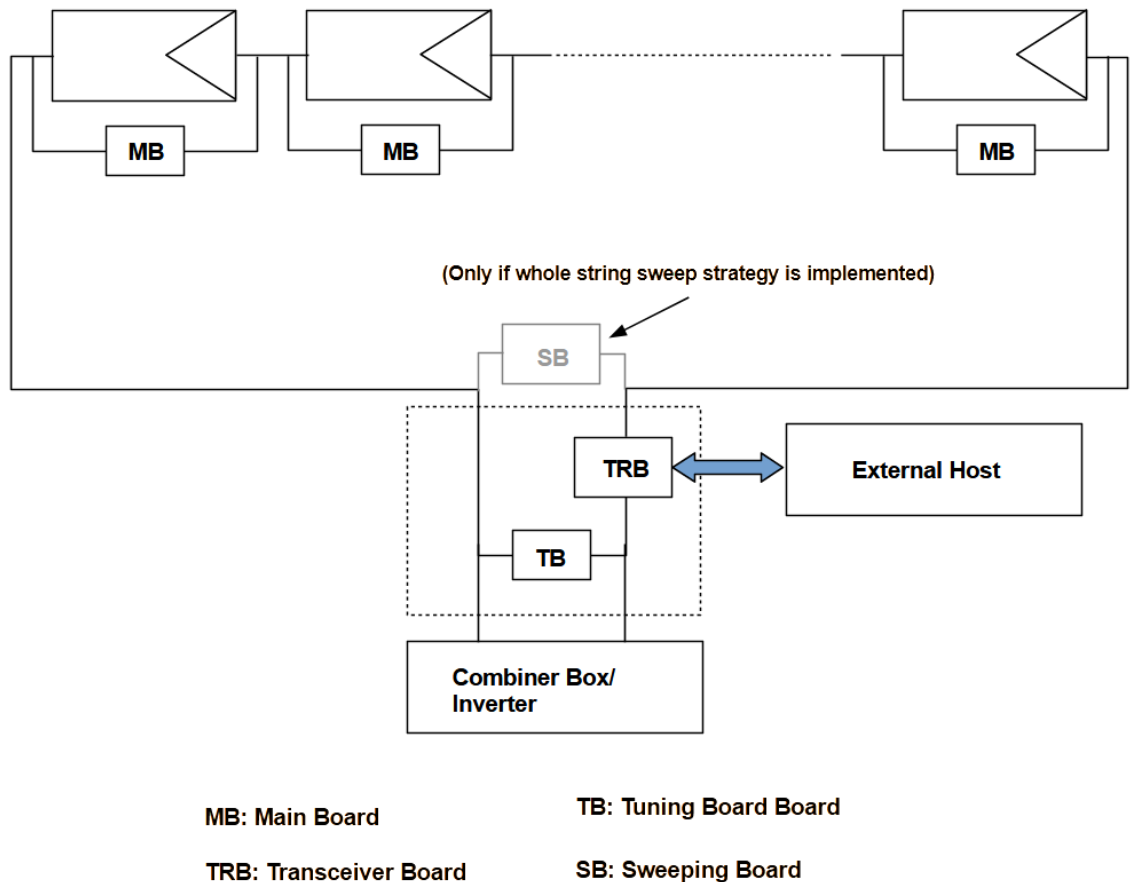 MB
MB
MB
(Only if whole string sweep strategy is implemented)
SB
TRB
External Host
TB
Combiner Box/
Inverter
MB: Main Board
TB: Tuning Board Board
TRB: Transceiver Board
SB: Sweeping Board